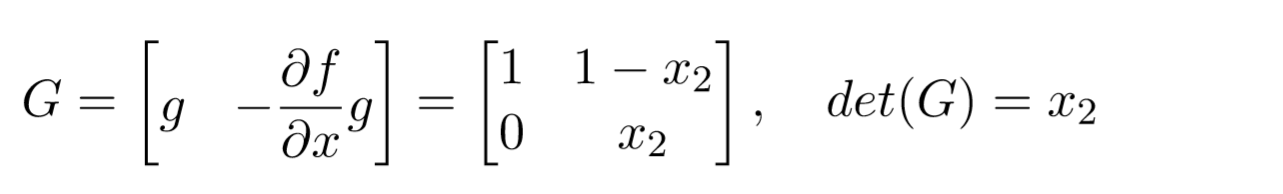 G = [g  −∂f/∂x g] = [1  1 − x₂; 0  x₂],  det(G) = x₂